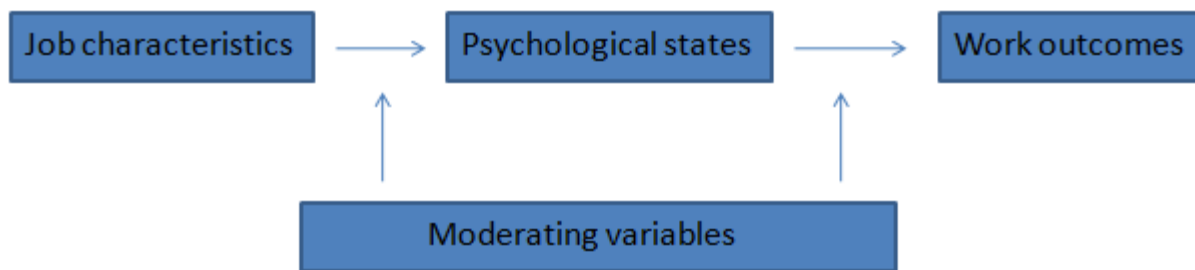 Job characteristics
Psychological states
Work outcomes
Moderating variables